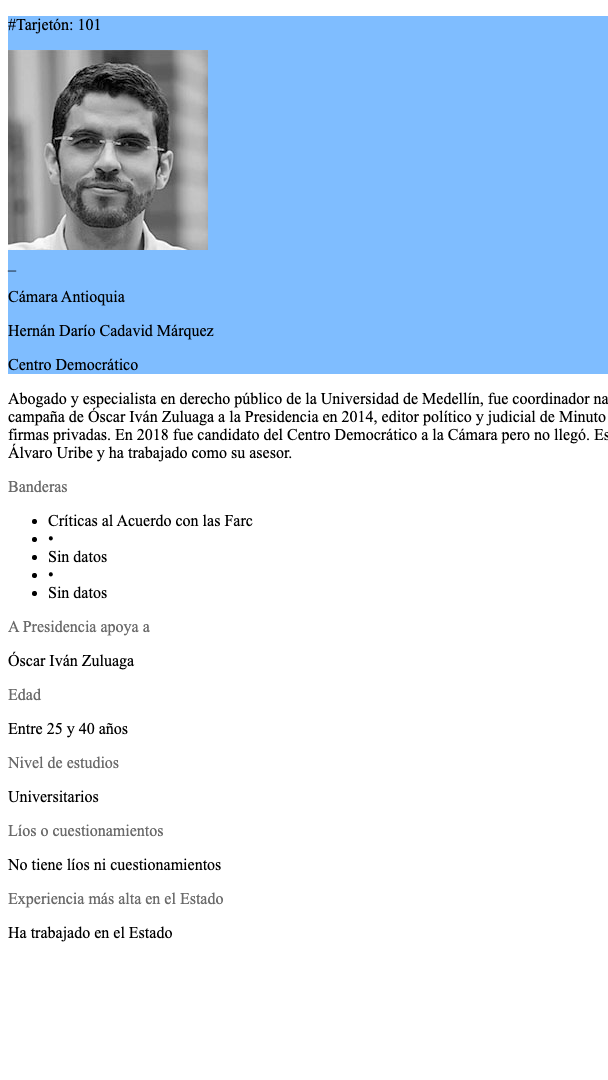 #Tarjetón: 101
_
Cámara Antioquia
Hernán Darío Cadavid Márquez
Centro Democrático
Abogado y especialista en derecho público de la Universidad de Medellín, fue coordinador
campaña de Óscar Iván Zuluaga a la Presidencia en 2014, editor político y judicial de Minuto
firmas privadas. En 2018 fue candidato del Centro Democrático a la Cámara pero no llegó.
Álvaro Uribe y ha trabajado como su asesor.
Banderas
• Críticas al Acuerdo con las Farc
• •
• Sin datos
• •
• Sin datos
A Presidencia apoya a
Óscar Iván Zuluaga
Edad
Entre 25 y 40 años
Nivel de estudios
Universitarios
Líos o cuestionamientos
No tiene líos ni cuestionamientos
Experiencia más alta en el Estado
Ha trabajado en el Estado